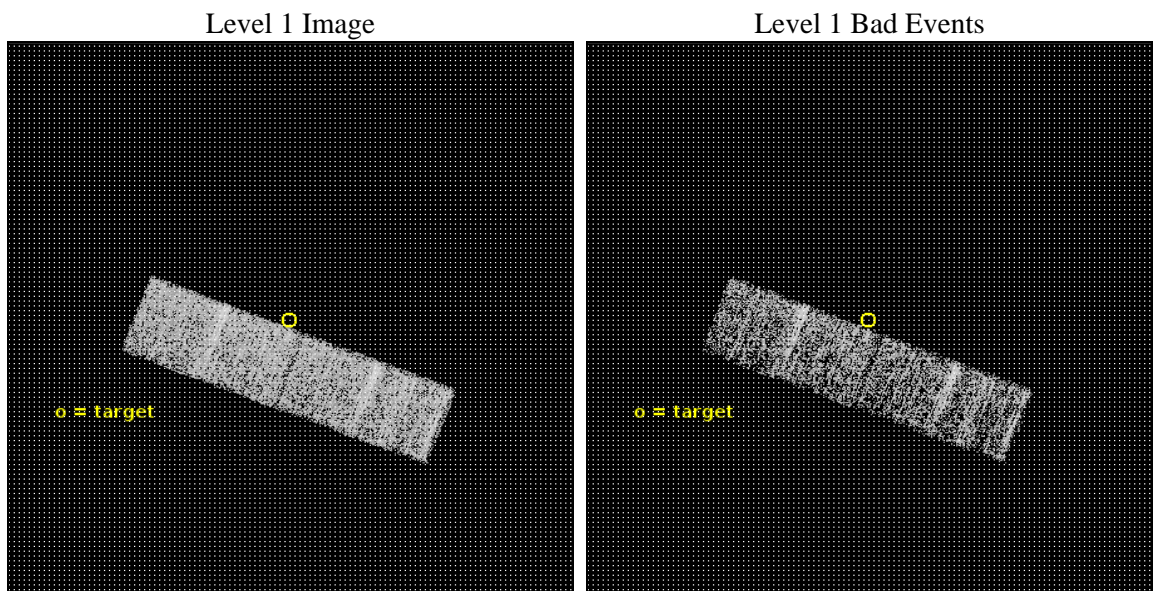 Level 1 Image
Level 1 Bad Events
o = target
o = target